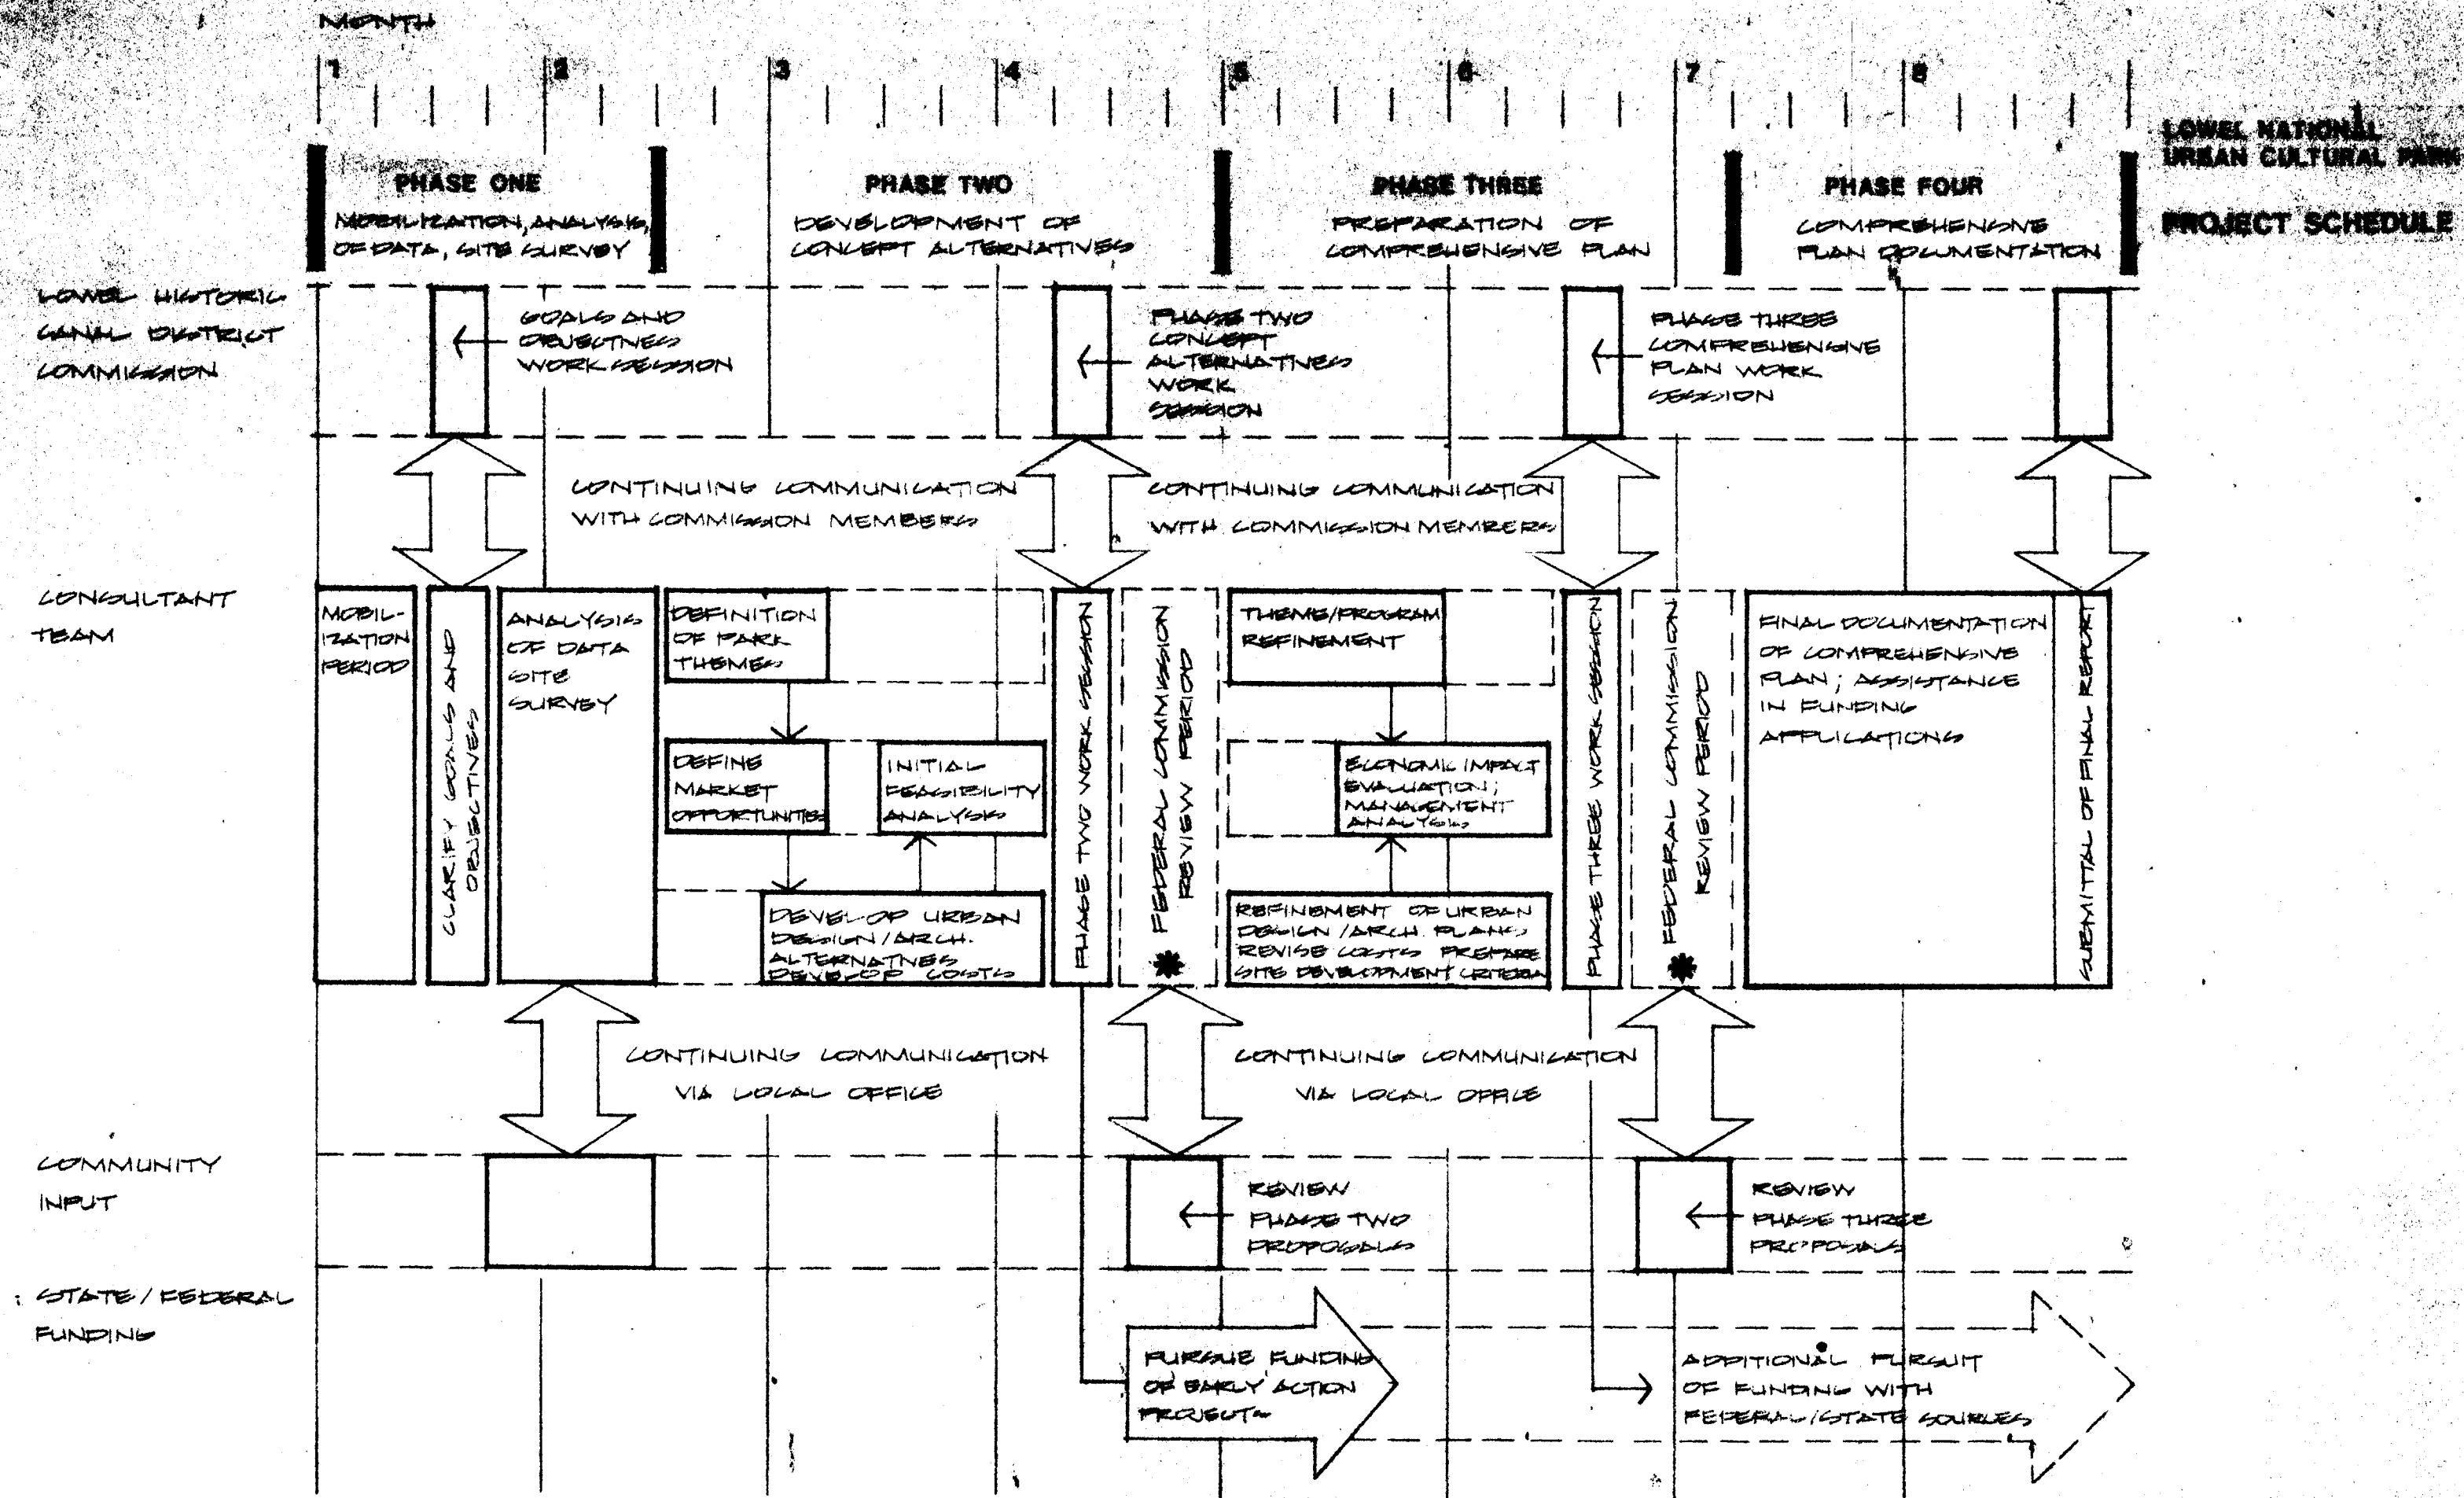 MONTH
1 2 3 4 5 6 7 8
LOWEL NATIONAL
URBAN CULTURAL PARK
PROJECT SCHEDULE
PHASE ONE
MOBILIZATION, ANALYSIS,
OF DATA, SITE SURVEY
PHASE TWO
DEVELOPMENT OF
CONCEPT ALTERNATIVES
PHASE THREE
PREPARATION OF
COMPREHENSIVE PLAN
PHASE FOUR
COMPREHENSIVE
PLAN DOCUMENTATION
LOWEL HISTORIC
CANAL DISTRICT
COMMISSION
GOALS AND
OBJECTIVES
WORK SESSION
PHASE TWO
CONCEPT
ALTERNATIVES
WORK
SESSION
PHASE THREE
COMPREHENSIVE
PLAN WORK
SESSION
CONTINUING COMMUNICATION
WITH COMMISSION MEMBERS
CONTINUING COMMUNICATION
WITH COMMISSION MEMBERS
CONSULTANT
TEAM
MOBIL-
IZATION
PERIOD
CLARIFY GOALS AND
OBJECTIVES
ANALYSIS
OF DATA
SITE
SURVEY
DEFINITION
OF PARK
THEMES
DEFINE
MARKET
OPPORTUNITIES
INITIAL
FEASIBILITY
ANALYSIS
DEVELOP URBAN
DESIGN/ARCH.
ALTERNATIVES
DEVELOP COSTS
PHASE TWO WORK SESSION
* FEDERAL COMMISSION
REVIEW PERIOD
THEME/PROGRAM
REFINEMENT
ECONOMIC IMPACT
EVALUATION;
MANAGEMENT
ANALYSIS
REFINEMENT OF URBAN
DESIGN/ARCH. PLANS
REVISE COSTS PREPARE
SITE DEVELOPMENT CRITERIA
PHASE THREE WORK SESSION
* FEDERAL COMMISSION
REVIEW PERIOD
FINAL DOCUMENTATION
OF COMPREHENSIVE
PLAN; ASSISTANCE
IN FUNDING
APPLICATIONS
SUBMITTAL OF FINAL REPORT
CONTINUING COMMUNICATION
VIA LOCAL OFFICE
CONTINUING COMMUNICATION
VIA LOCAL OFFICE
COMMUNITY
INPUT
REVIEW
PHASE TWO
PROPOSALS
REVIEW
PHASE THREE
PROPOSALS
STATE/FEDERAL
FUNDING
PURSUE FUNDING
OF 'EARLY' ACTION
PROJECTS
ADDITIONAL PURSUIT
OF FUNDING WITH
FEDERAL/STATE SOURCES